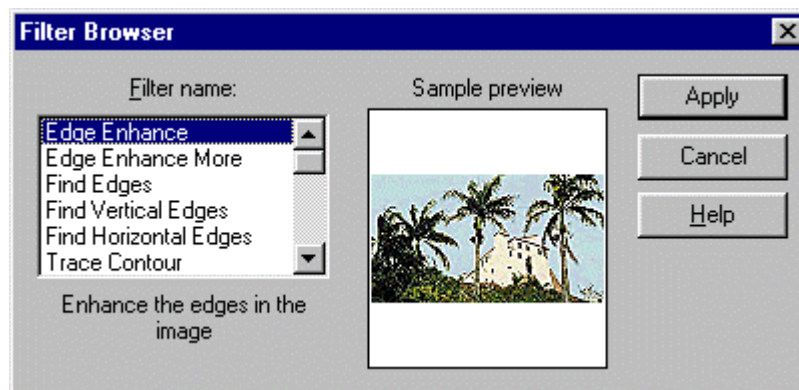 Filter Browser
Filter name:
Edge Enhance
Edge Enhance More
Find Edges
Find Vertical Edges
Find Horizontal Edges
Trace Contour
Enhance the edges in the
image
Sample preview
Apply
Cancel
Help